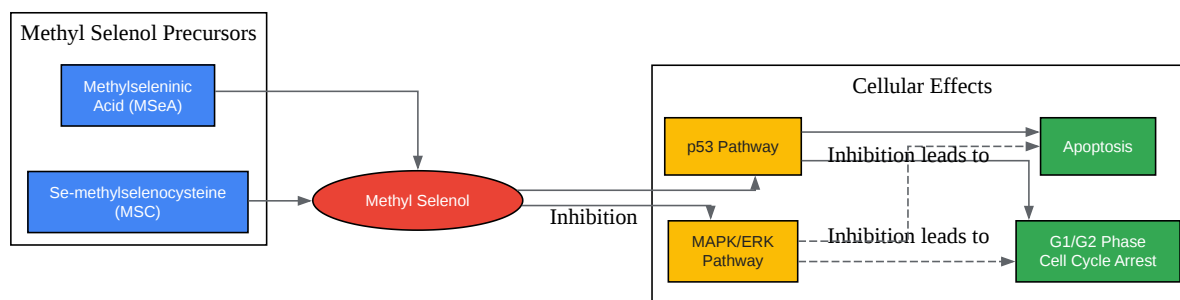 Methyl Selenol Precursors
Methylseleninic
Acid (MSeA)
Se-methylselenocysteine
(MSC)
Methyl Selenol
Inhibition
Cellular Effects
p53 Pathway
Inhibition leads to
Apoptosis
MAPK/ERK
Pathway
Inhibition leads to
G1/G2 Phase
Cell Cycle Arrest